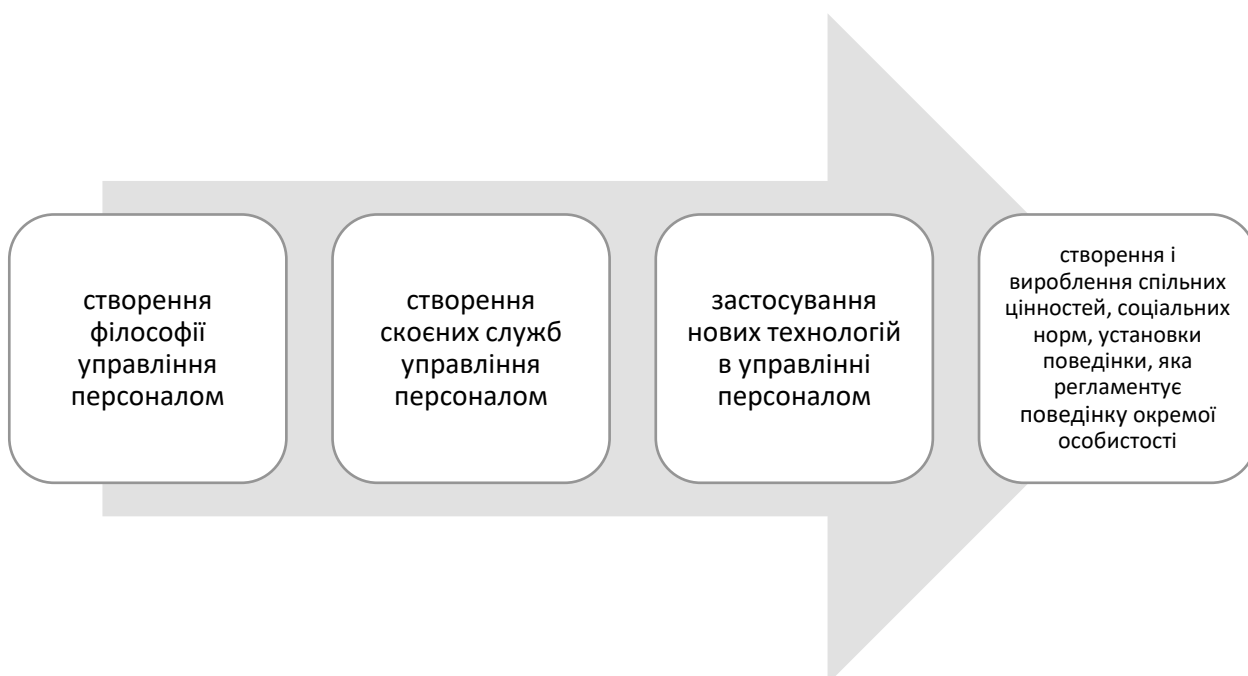 створення
філософії
управління
персоналом
створення
скоєних служб
управління
персоналом
застосування
нових технологій
в управлінні
персоналом
створення і
вироблення спільних
цінностей, соціальних
норм, установки
поведінки, яка
регламентує
поведінку окремої
особистості